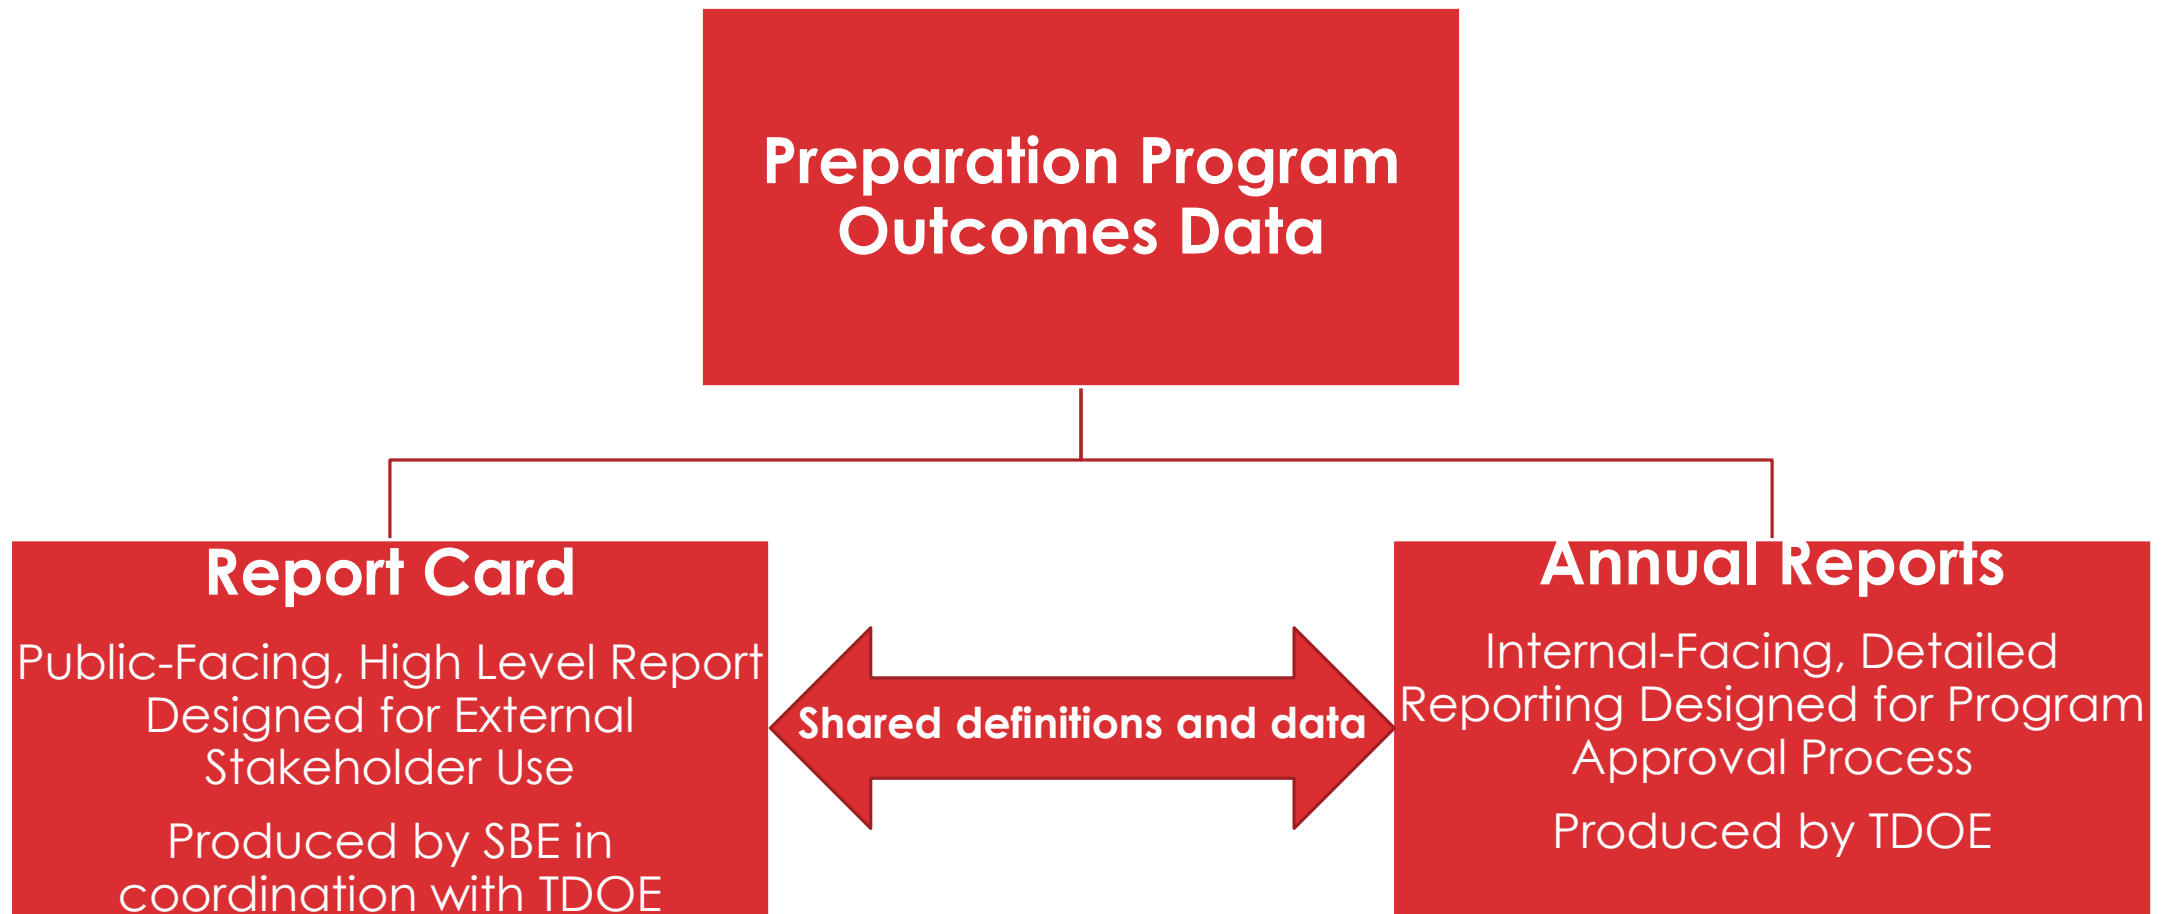 Preparation Program
Outcomes Data
Report Card
Public-Facing, High Level Report
Designed for External
Stakeholder Use
Produced by SBE in
coordination with TDOE
Shared definitions and data
Annual Reports
Internal-Facing, Detailed
Reporting Designed for Program
Approval Process
Produced by TDOE